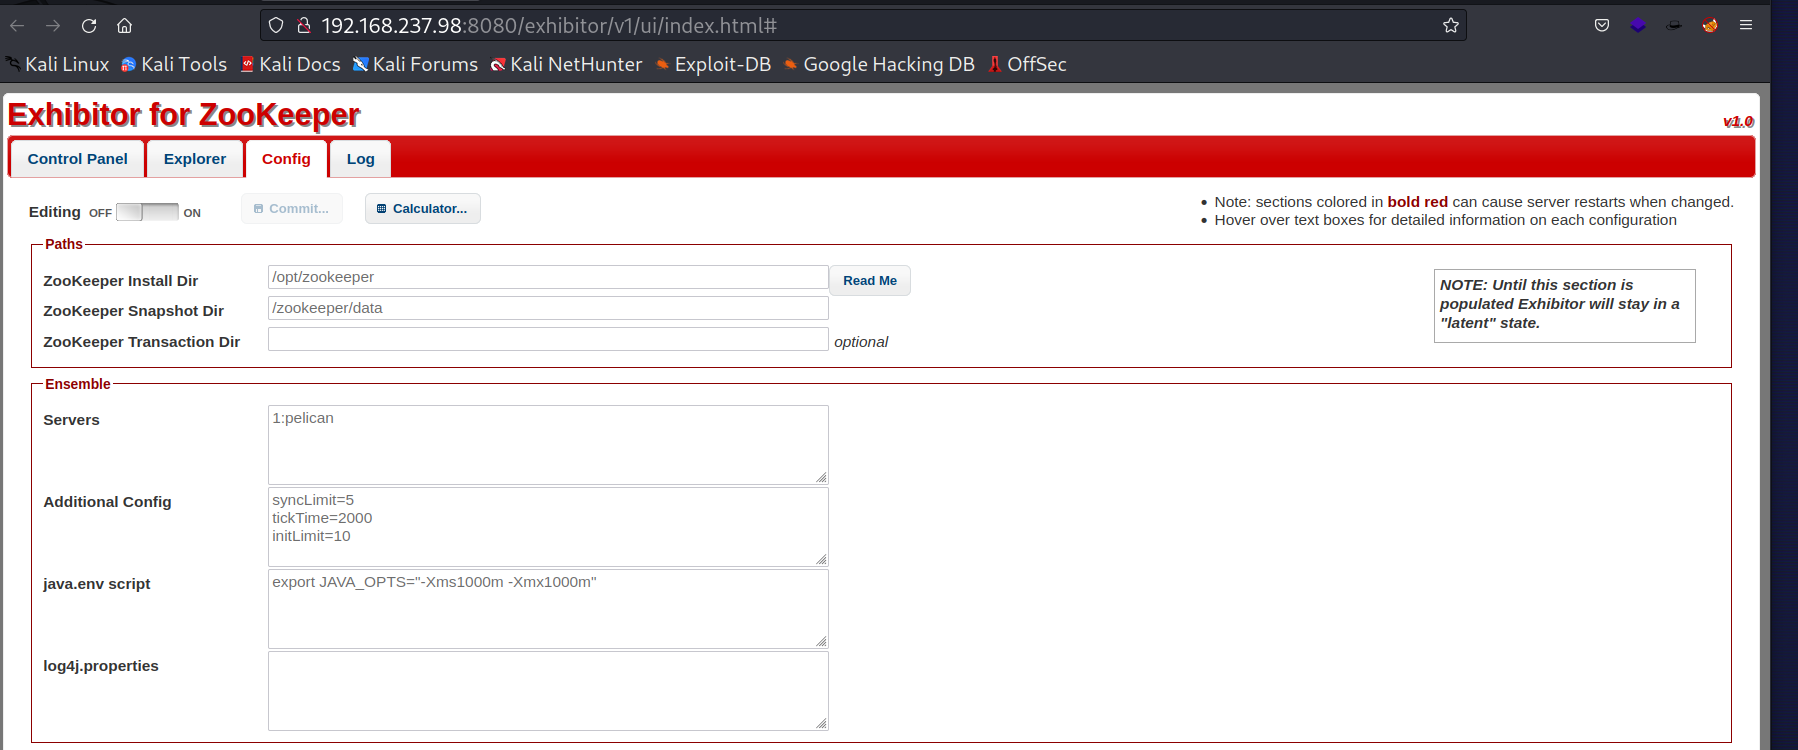 192.168.237.98:8080/exhibitor/v1/ui/index.html#
Kali Linux Kali Tools Kali Docs Kali Forums Kali NetHunter Exploit-DB Google Hacking DB OffSec
Exhibitor for ZooKeeper
v1.0
Control Panel Explorer Config Log
Editing OFF ON Commit... Calculator...
• Note: sections colored in bold red can cause server restarts when changed.
• Hover over text boxes for detailed information on each configuration
Paths
ZooKeeper Install Dir /opt/zookeeper Read Me
ZooKeeper Snapshot Dir /zookeeper/data
ZooKeeper Transaction Dir optional
NOTE: Until this section is
populated Exhibitor will stay in a
"latent" state.
Ensemble
Servers 1:pelican
Additional Config syncLimit=5
tickTime=2000
initLimit=10
java.env script export JAVA_OPTS="-Xms1000m -Xmx1000m"
log4j.properties